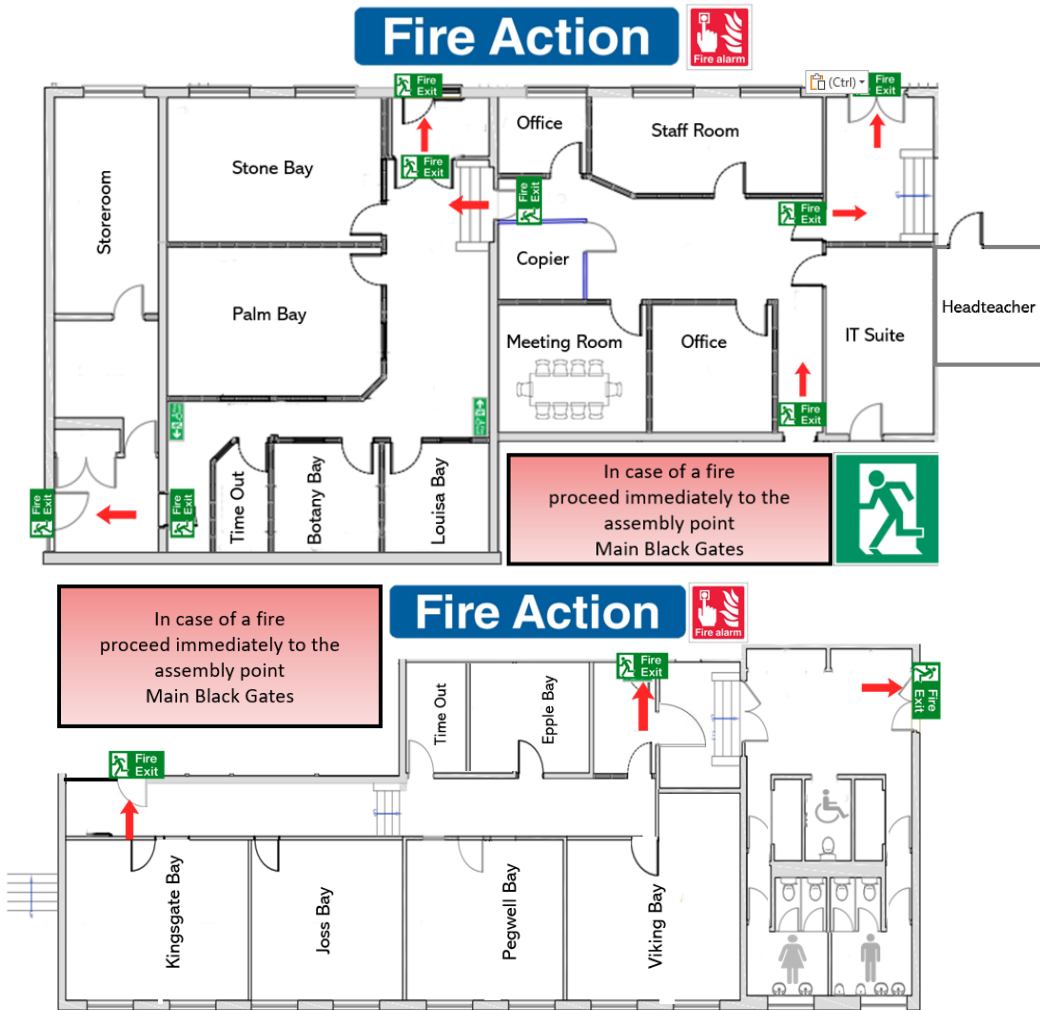 Fire Action
Fire alarm
Fire
Exit
(Ctrl)
Fire
Exit
Storeroom
Stone Bay
Fire
Exit
Office
Staff Room
Fire
Exit
Fire
Exit
Copier
Palm Bay
Meeting Room
Office
IT Suite
Headteacher
Fire
Exit
Time Out
Botany Bay
Louisa Bay
Fire
Exit
Fire
Exit
In case of a fire
proceed immediately to the
assembly point
Main Black Gates
In case of a fire
proceed immediately to the
assembly point
Main Black Gates
Fire Action
Fire alarm
Time Out
Epple Bay
Fire
Exit
Fire
Exit
Fire
Exit
Kingsgate Bay
Joss Bay
Pegwell Bay
Viking Bay